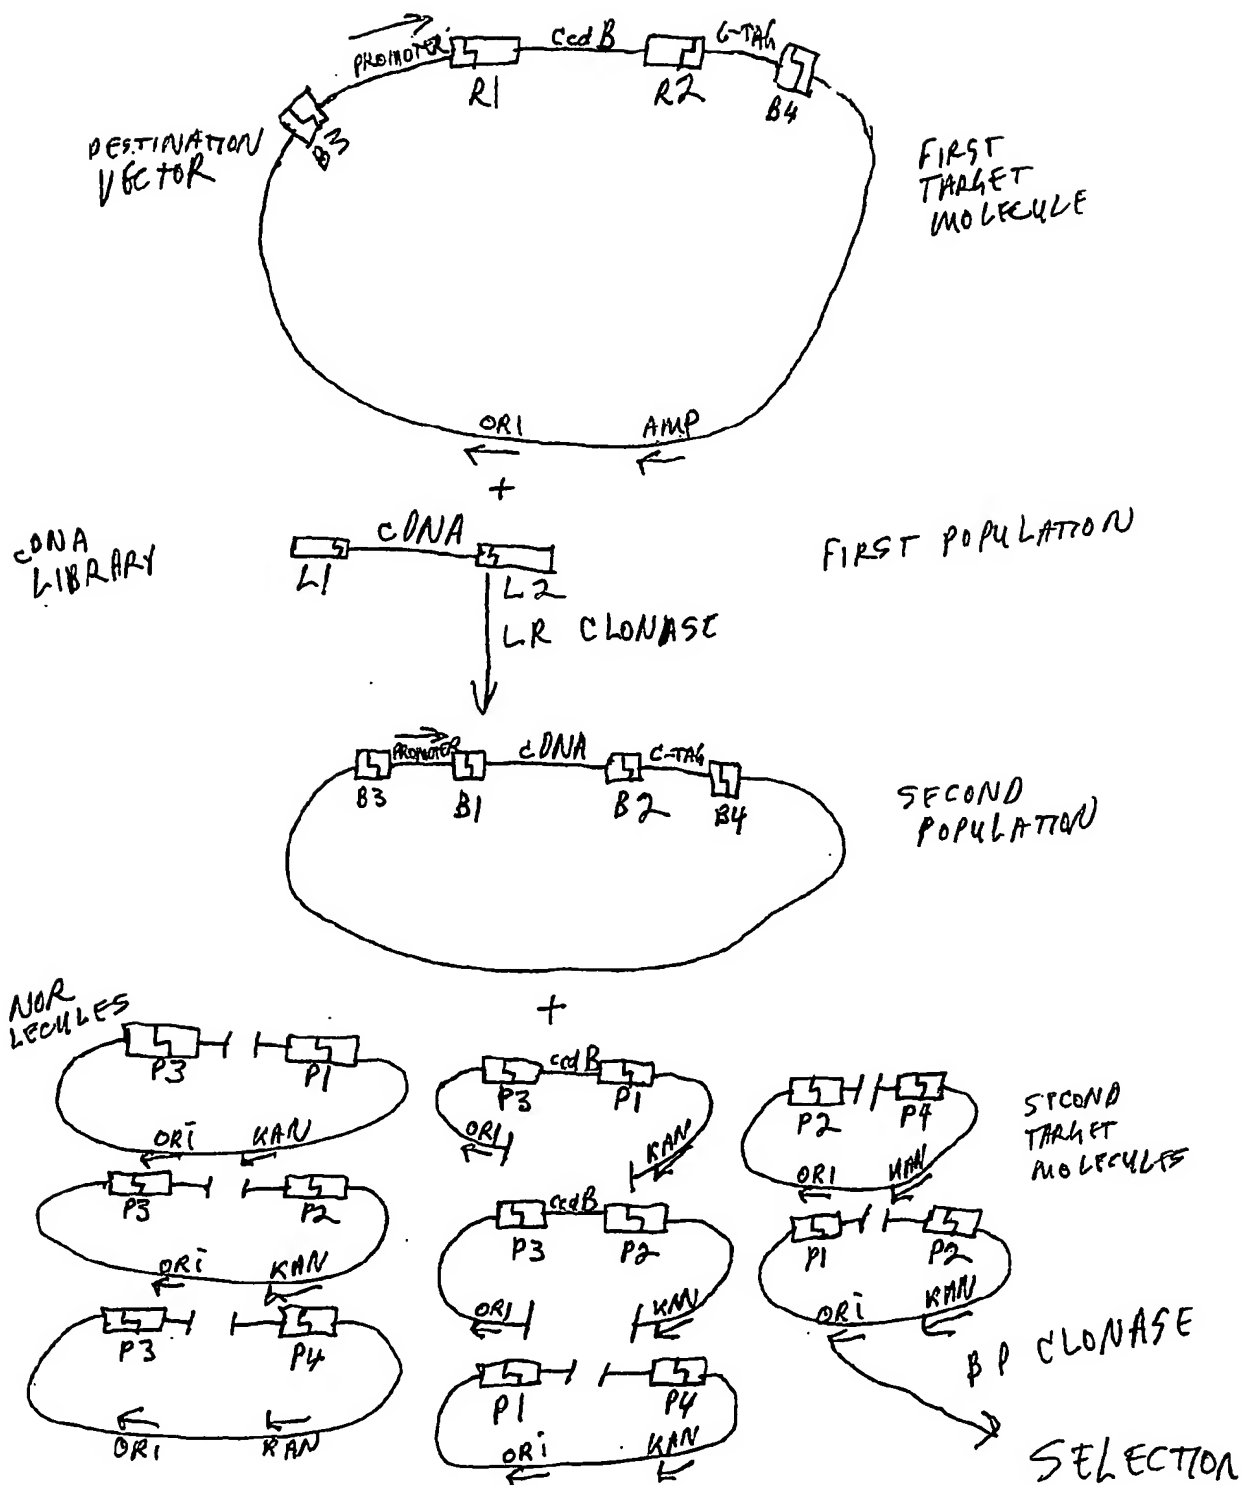 PROMOTER
ccdB
C-TAG
R1
R2
B4
B3
DESTINATION
VECTOR
FIRST
TARGET
MOLECULE
ORI
AMP
+
cDNA
LIBRARY
cDNA
L1
L2
FIRST POPULATION
LR CLONASE
PROMOTER
cDNA
C-TAG
B3
B1
B2
B4
SECOND
POPULATION
+
NOR
LECULES
P3
P1
ORI
KAN
P3
P2
ORI
KAN
P3
P4
ORI
KAN
ccdB
P3
P1
ORI
KAN
ccdB
P3
P2
ORI
KAN
P1
P4
ORI
KAN
P2
P4
ORI
KAN
P1
P2
ORI
KAN
SECOND
TARGET
MOLECULES
BP CLONASE
SELECTION